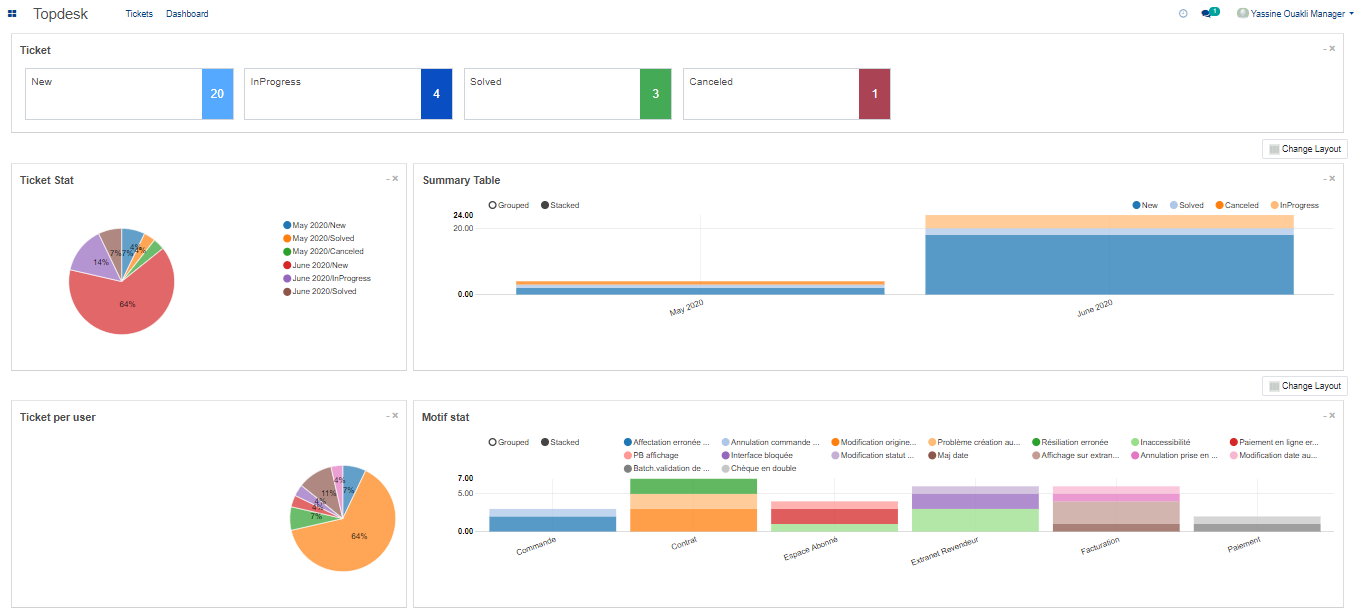 Topdesk Tickets Dashboard 1 Yassine Ouakli Manager
Ticket
New 20 InProgress 4 Solved 3 Canceled 1
Change Layout
Ticket Stat
May 2020/New
May 2020/Solved
May 2020/Canceled
June 2020/New
June 2020/InProgress
June 2020/Solved
7% 4% 4%
7%
14%
64%
Summary Table
Grouped Stacked New Solved Canceled InProgress
24.00
20.00
0.00
May 2020 June 2020
Change Layout
Ticket per user
4%
7%
11%
4%
4%
7%
64%
Motif stat
Grouped Stacked Affectation erronée ... Annulation commande ... Modification origine... Problème création au... Résiliation erronée Inaccessibilité Paiement en ligne er...
PB affichage Interface bloquée Modification statut ... Maj date Affichage sur extran... Annulation prise en ... Modification date au...
Batch.validation de ... Chèque en double
7.00
5.00
0.00
Commande Contrat Espace Abonné Extranet Revendeur Facturation Paiement